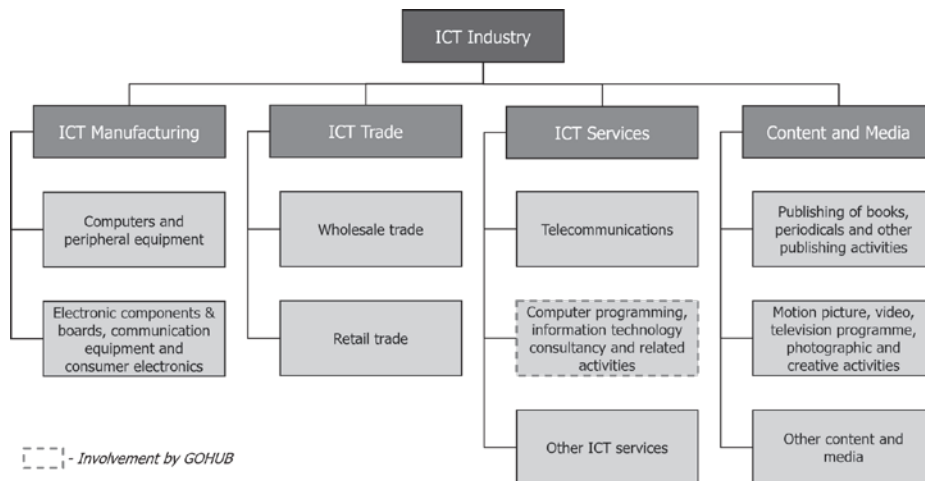 ICT Industry
ICT Manufacturing
Computers and
peripheral equipment
Electronic components &
boards, communication
equipment and
consumer electronics
ICT Trade
Wholesale trade
Retail trade
ICT Services
Telecommunications
Computer programming,
information technology
consultancy and related
activities
Other ICT services
Content and Media
Publishing of books,
periodicals and other
publishing activities
Motion picture, video,
television programme,
photographic and
creative activities
Other content and
media
- Involvement by GOHUB